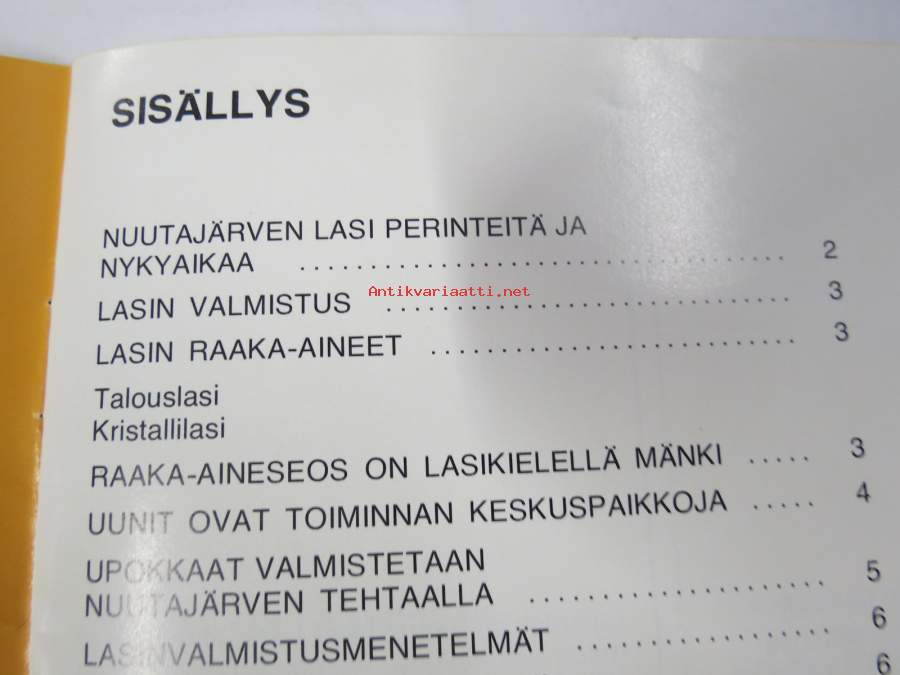 SISÄLLYS
NUUTAJÄRVEN LASI PERINTEITÄ JA
NYKYAIKAA ................................... 2
Antikvariaatti.net
LASIN VALMISTUS ............................. 3
LASIN RAAKA-AINEET .......................... 3
Talouslasi
Kristallilasi
RAAKA-AINESEOS ON LASIKIELELLÄ MÄNKI ..... 3
UUNIT OVAT TOIMINNAN KESKUSPAIKKOJA ..... 4
UPOKKAAT VALMISTETAAN
NUUTAJÄRVEN TEHTAALLA ..................... 5
LASINVALMISTUSMENETELMÄT .................. 6
6